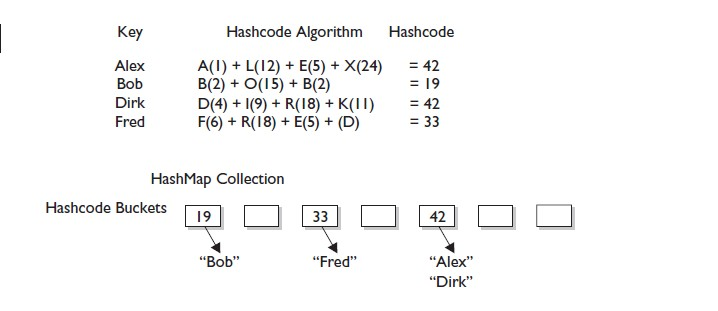 Key Hashcode Algorithm Hashcode
Alex A(1) + L(12) + E(5) + X(24) = 42
Bob B(2) + O(15) + B(2) = 19
Dirk D(4) + I(9) + R(18) + K(11) = 42
Fred F(6) + R(18) + E(5) + (D) = 33
HashMap Collection
Hashcode Buckets 19 33 42
“Bob” “Fred” “Alex”
“Dirk”